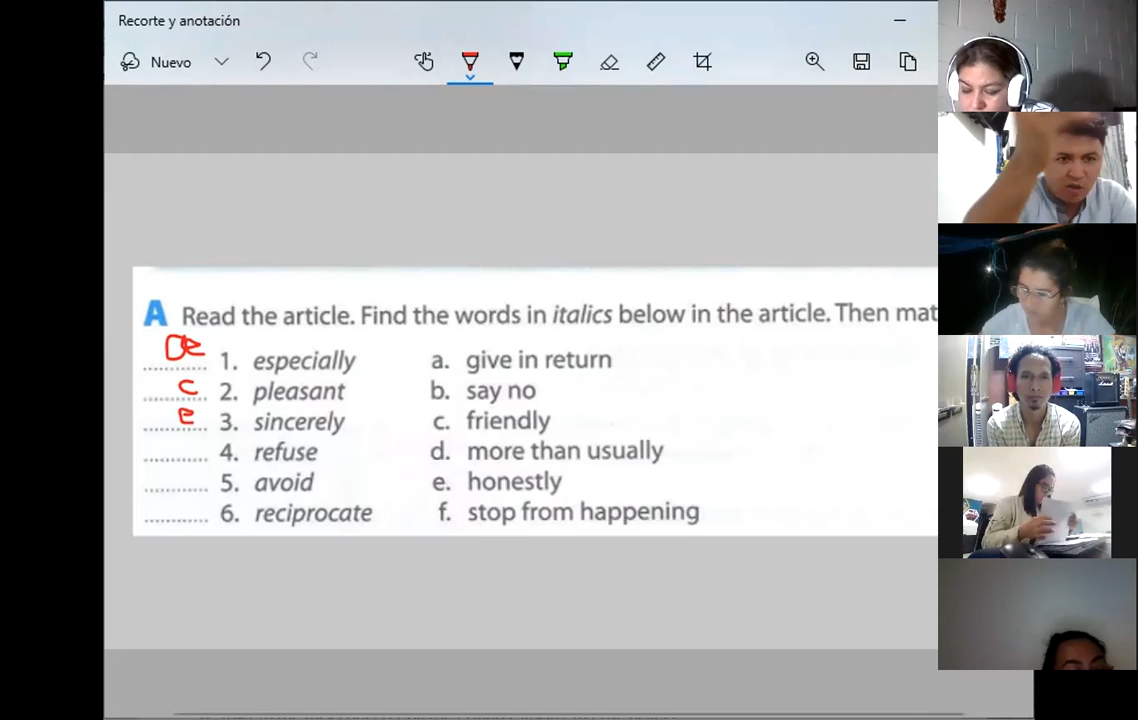 Recorte y anotación
Nuevo
A Read the article. Find the words in italics below in the article. Then mat
1. especially a. give in return
C 2. pleasant b. say no
e 3. sincerely c. friendly
4. refuse d. more than usually
5. avoid e. honestly
6. reciprocate f. stop from happening